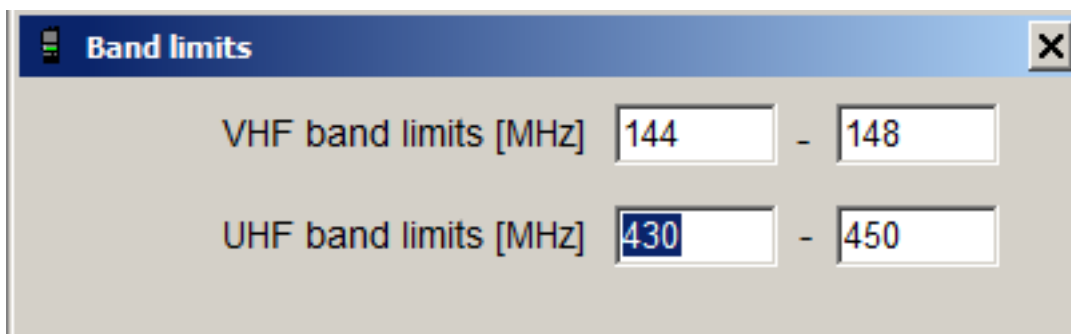 Band limits
VHF band limits [MHz] 144 - 148
UHF band limits [MHz] 430 - 450